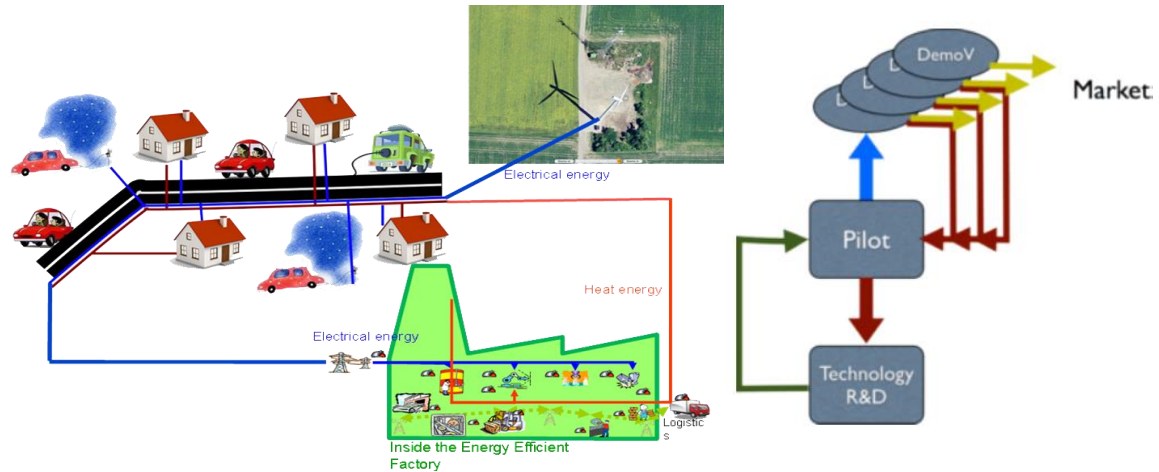 Electrical energy
Heat energy
Electrical energy
Logistic
s
Inside the Energy Efficient
Factory
DemoV
D
D
D
Market:
Pilot
Technology
R&D